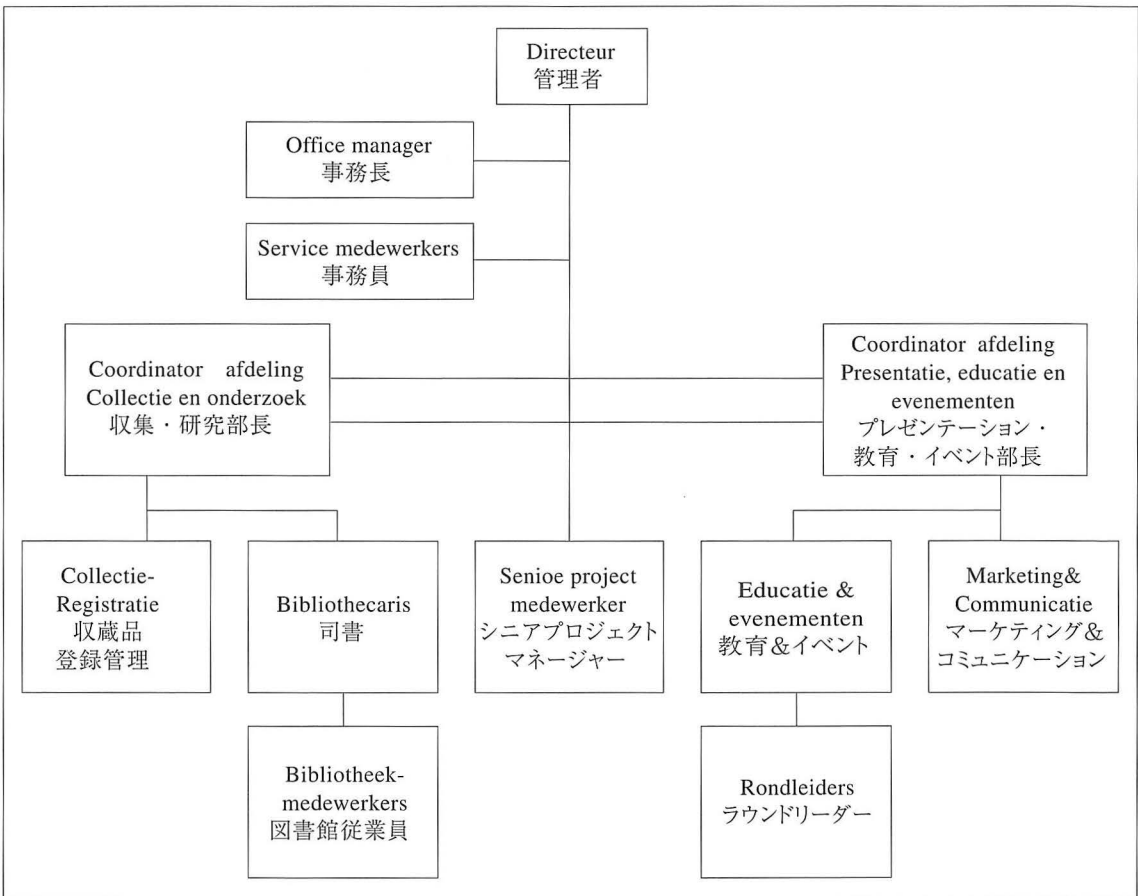 Directeur
管理者
Office manager
事務長
Service medewerkers
事務員
Coordinator afdeling
Collectie en onderzoek
収集・研究部長
Coordinator afdeling
Presentatie, educatie en
evenementen
プレゼンテーション・
教育・イベント部長
Collectie-
Registratie
収蔵品
登録管理
Bibliothecaris
司書
Senioe project
medewerker
シニアプロジェクト
マネージャー
Educatie &
evenementen
教育&イベント
Marketing&
Communicatie
マーケティング&
コミュニケーション
Bibliotheek-
medewerkers
図書館従業員
Rondleiders
ラウンドリーダー